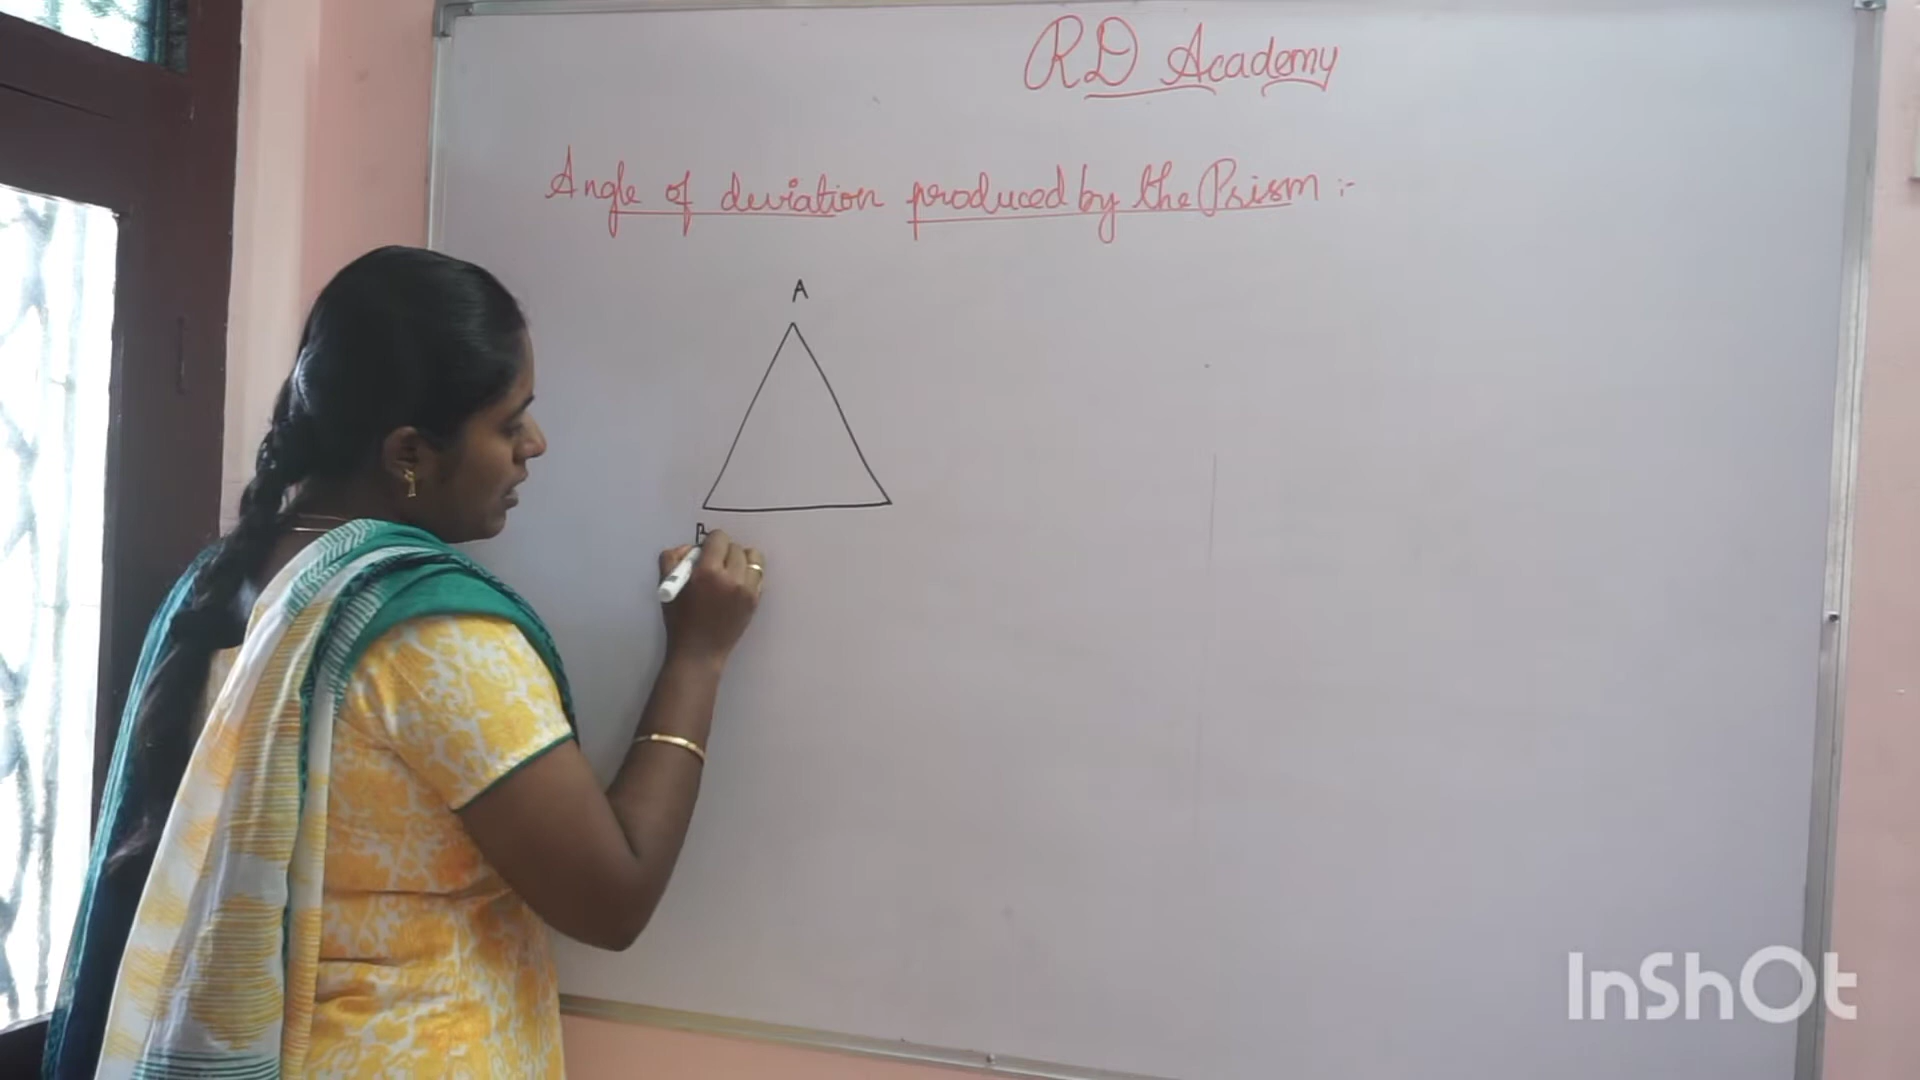 RD Academy
Angle of deviation produced by the Prism :-
A
B
InShOt